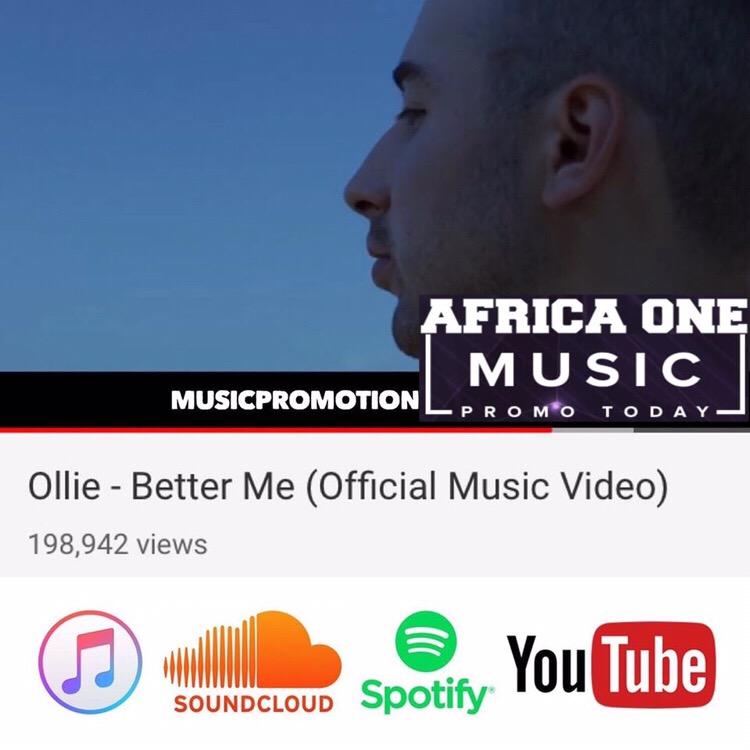 AFRICA ONE
MUSIC
PROMO TODAY
MUSICPROMOTION
Ollie - Better Me (Official Music Video)
198,942 views
SOUNDCLOUD
Spotify
YouTube